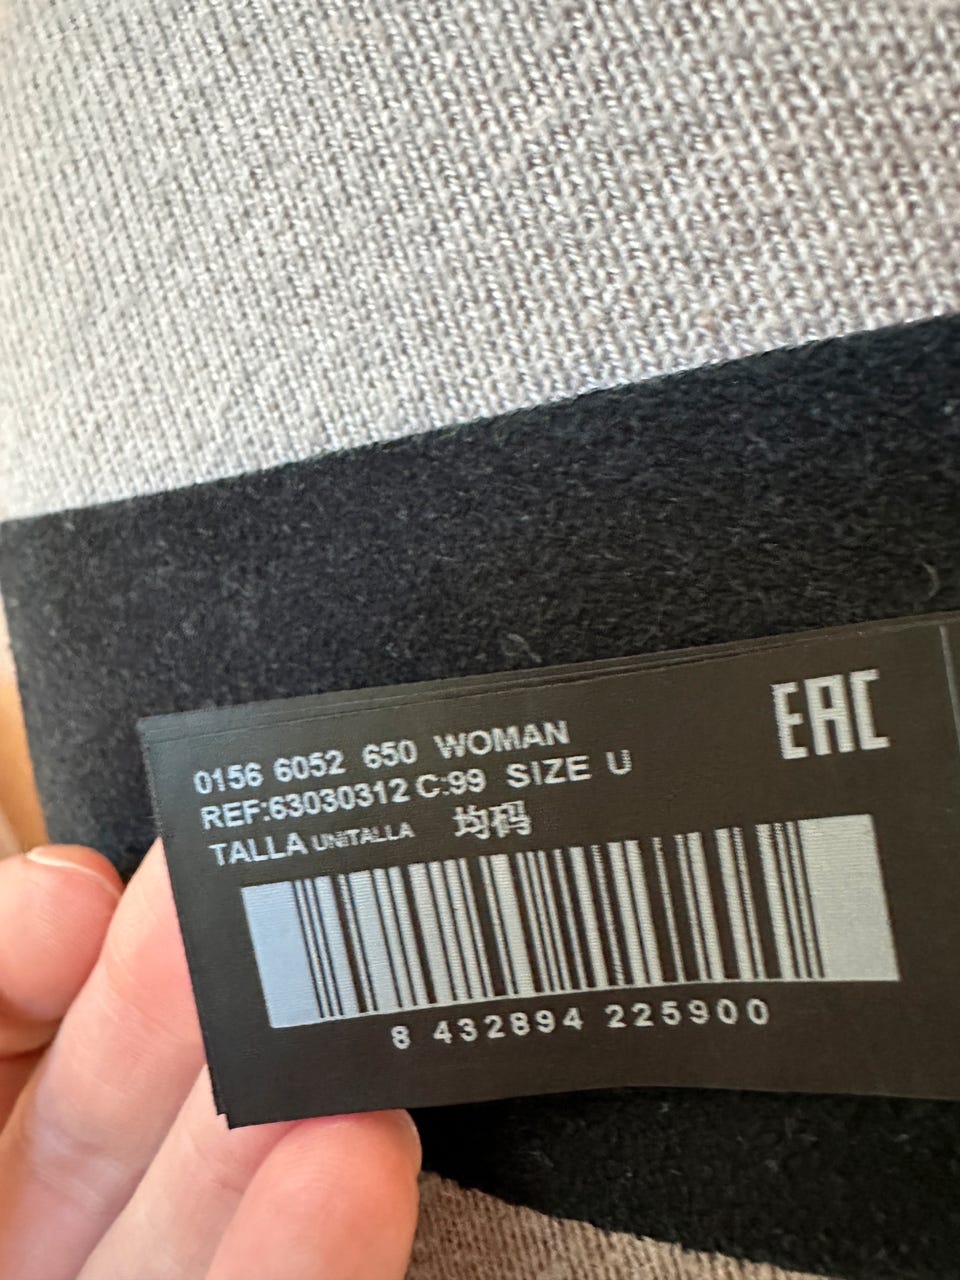 EAC
0156 6052 650 WOMAN
REF:63030312 C:99 SIZE U
TALLA UNITALLA 均码
8 432894 225900